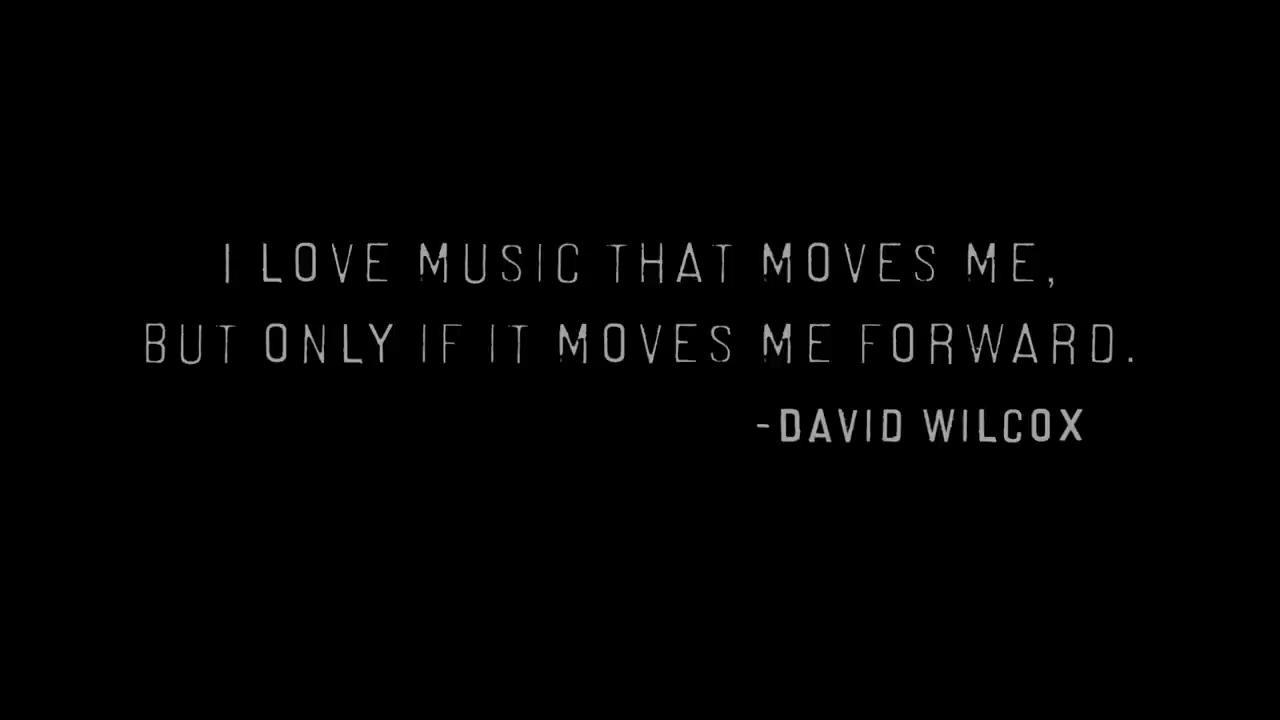 I LOVE MUSIC THAT MOVES ME,
BUT ONLY IF IT MOVES ME FORWARD.
-DAVID WILCOX